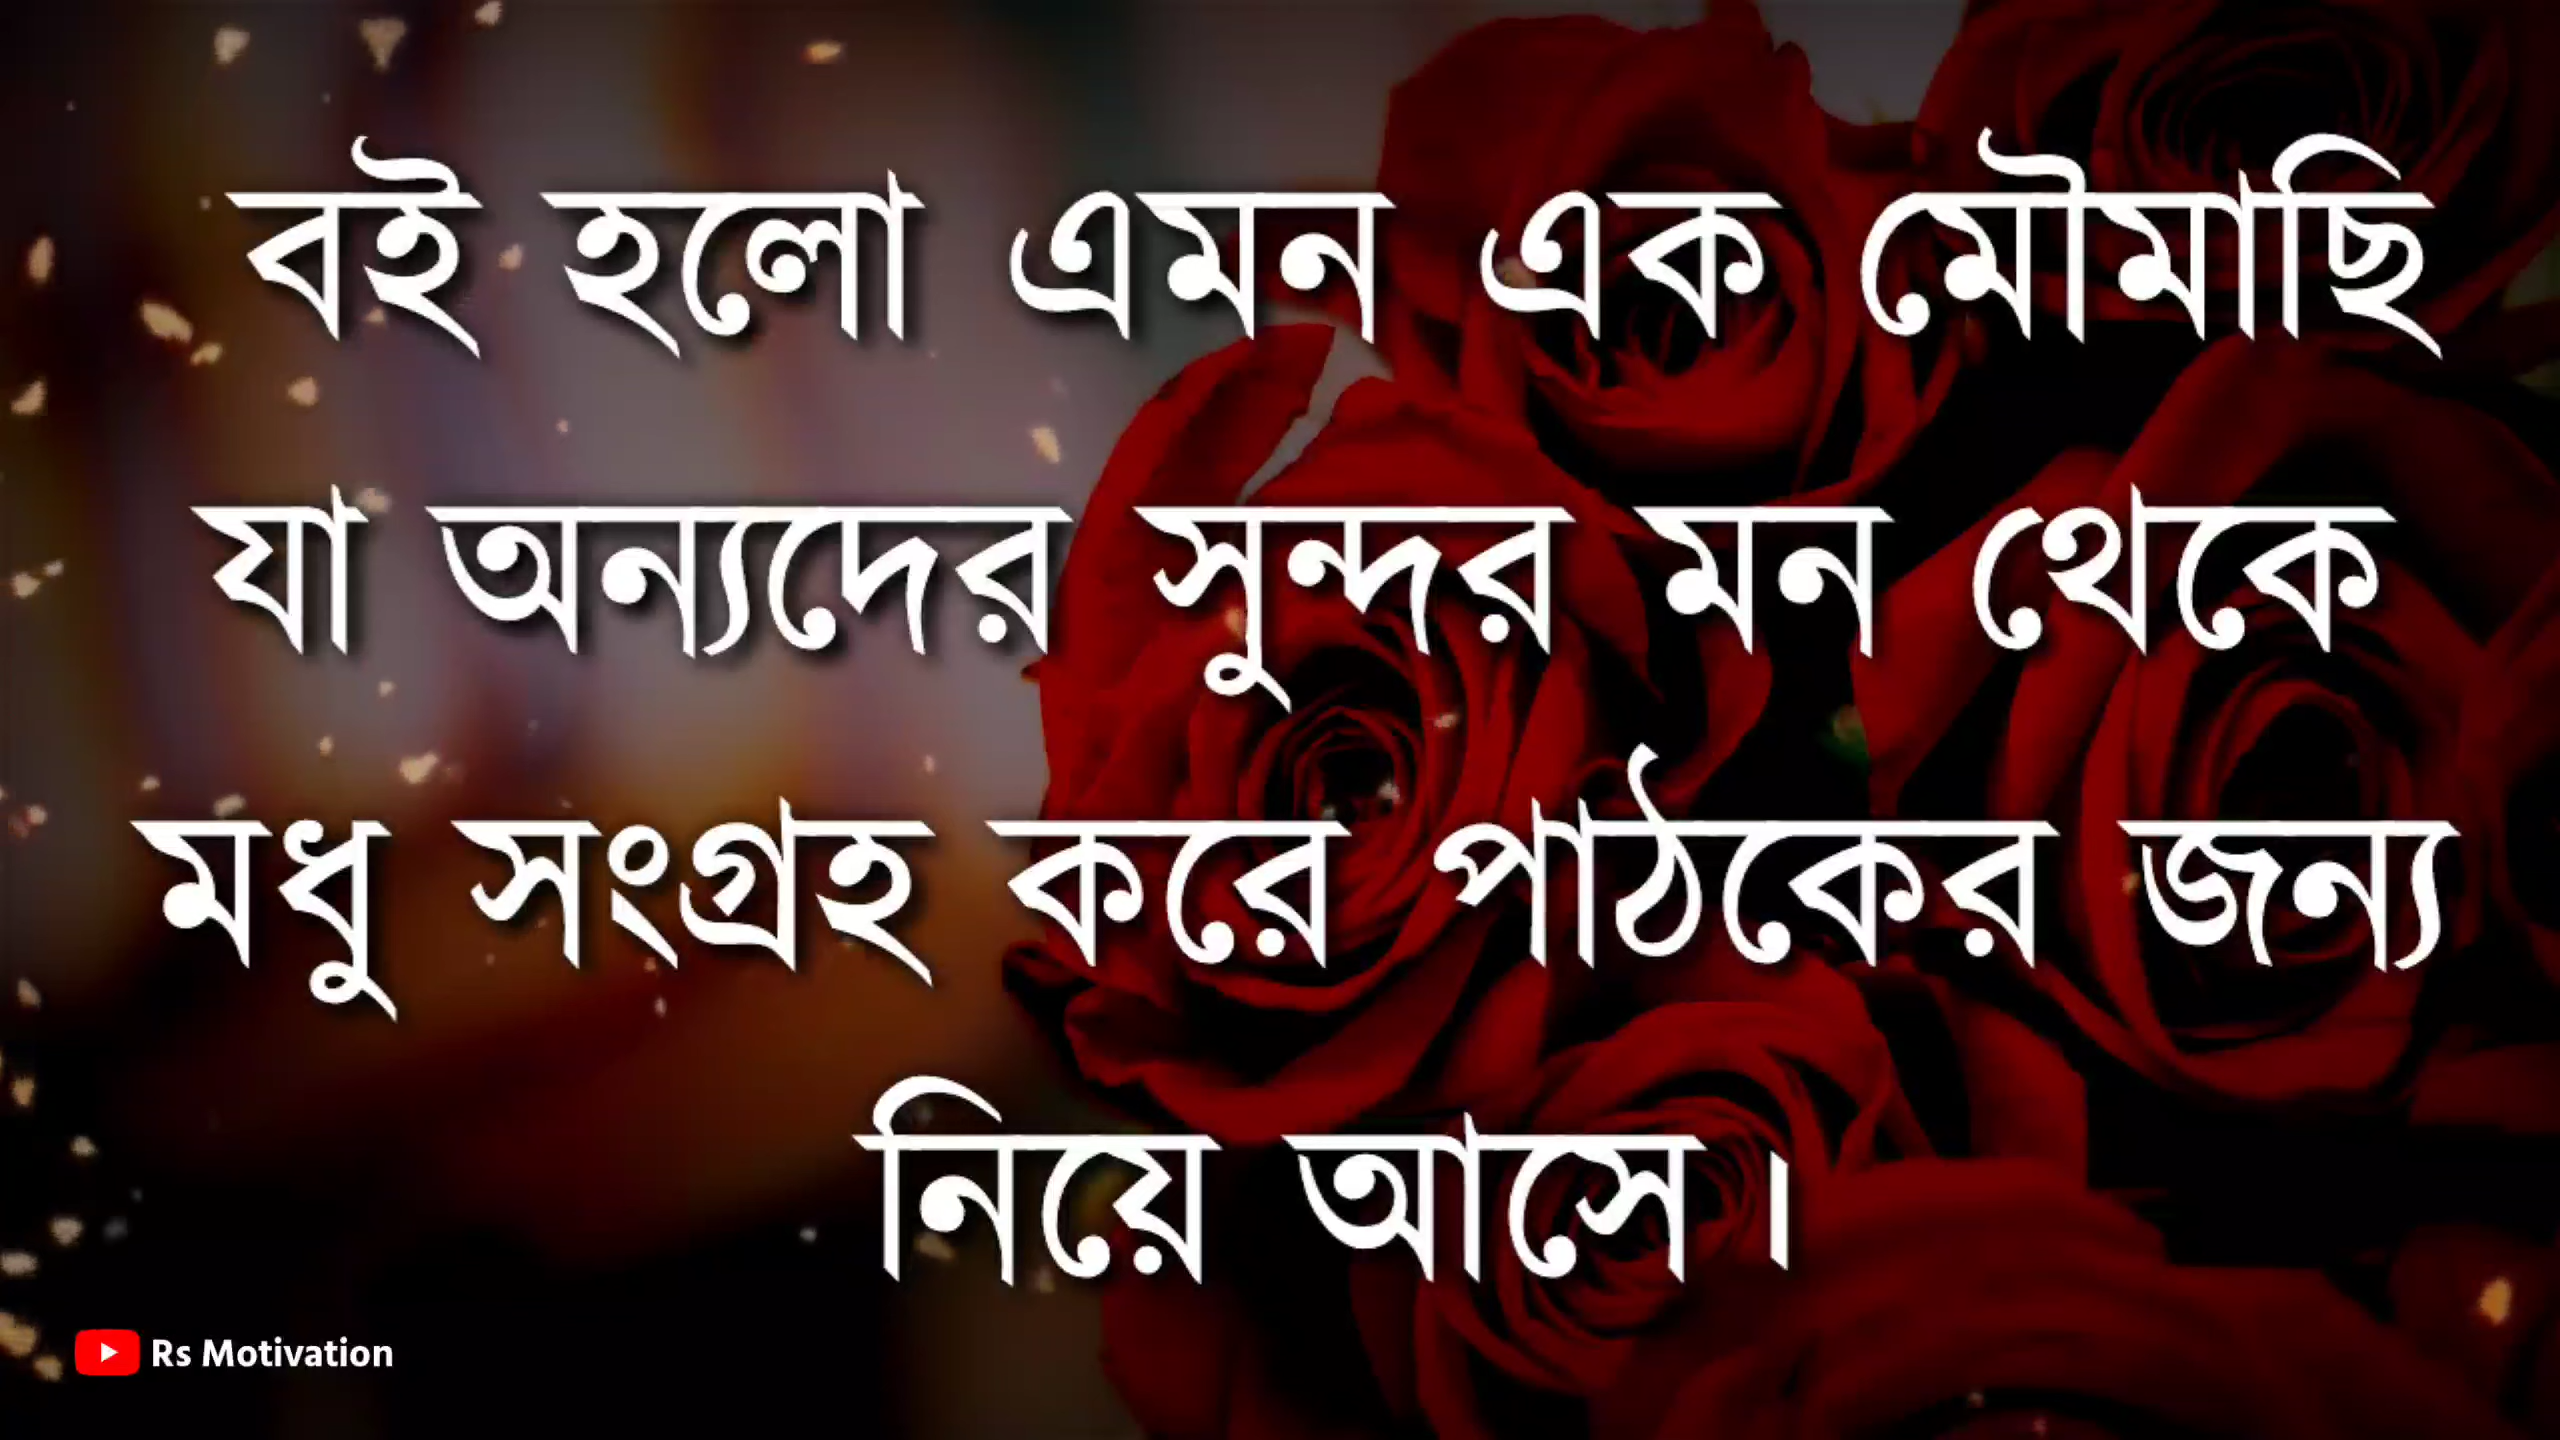 বই হলো এমন এক মৌমাছি
যা অন্যদের সুন্দর মন থেকে
মধু সংগ্রহ করে পাঠকের জন্য
নিয়ে আসে।
Rs Motivation